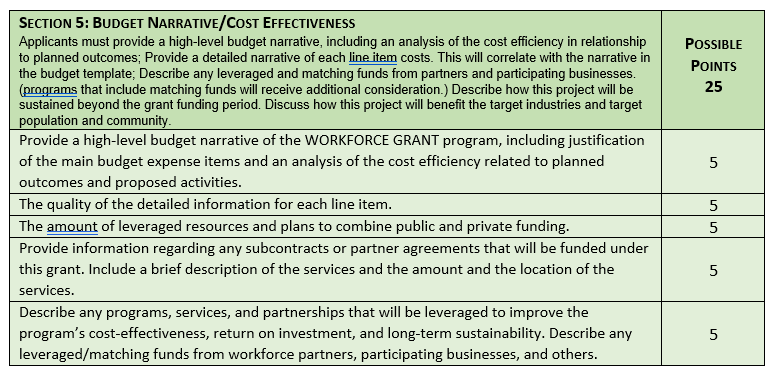 SECTION 5: BUDGET NARRATIVE/COST EFFECTIVENESS
Applicants must provide a high-level budget narrative, including an analysis of the cost efficiency in relationship
to planned outcomes; Provide a detailed narrative of each line item costs. This will correlate with the narrative in
the budget template; Describe any leveraged and matching funds from partners and participating businesses.
(programs that include matching funds will receive additional consideration.) Describe how this project will be
sustained beyond the grant funding period. Discuss how this project will benefit the target industries and target
population and community.
POSSIBLE
POINTS
25
Provide a high-level budget narrative of the WORKFORCE GRANT program, including justification
of the main budget expense items and an analysis of the cost efficiency related to planned
outcomes and proposed activities.
5
The quality of the detailed information for each line item.
5
The amount of leveraged resources and plans to combine public and private funding.
5
Provide information regarding any subcontracts or partner agreements that will be funded under
this grant. Include a brief description of the services and the amount and the location of the
services.
5
Describe any programs, services, and partnerships that will be leveraged to improve the
program's cost-effectiveness, return on investment, and long-term sustainability. Describe any
leveraged/matching funds from workforce partners, participating businesses, and others.
5